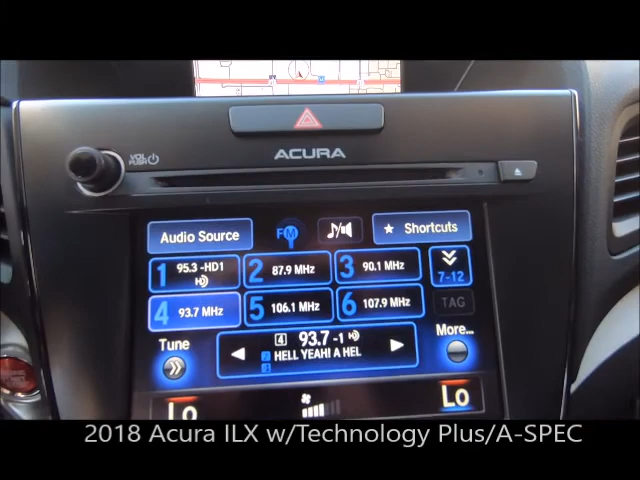 VOL
PUSH
ACURA
Audio Source
FM
Shortcuts
1 95.3 -HD1
2 87.9 MHz
3 90.1 MHz
7-12
4 93.7 MHz
5 106.1 MHz
6 107.9 MHz
TAG
Tune
4 93.7 -1
2 HELL YEAH! A HEL
3
More...
Lo
Lo
2018 Acura ILX w/Technology Plus/A-SPEC